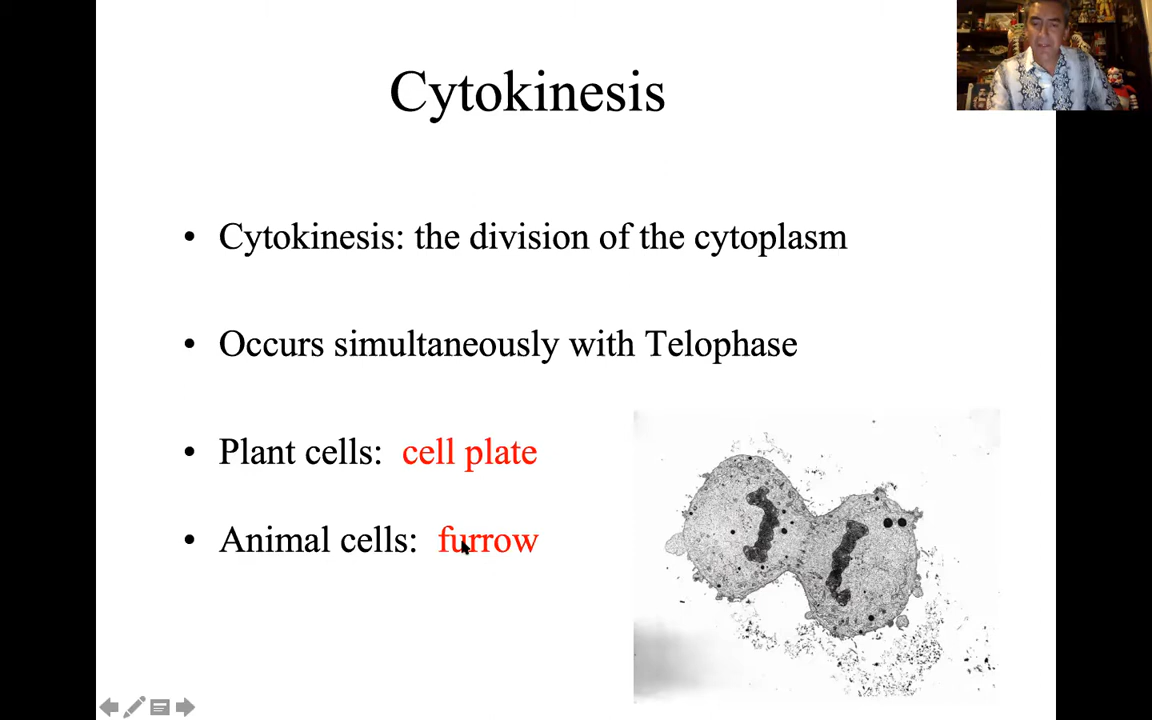 Cytokinesis
• Cytokinesis: the division of the cytoplasm
• Occurs simultaneously with Telophase
• Plant cells: cell plate
• Animal cells: furrow